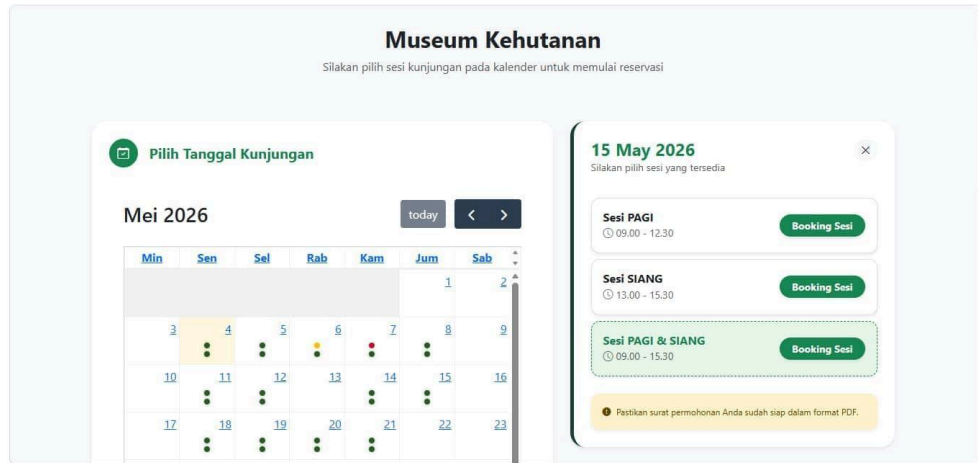 Museum Kehutanan
Silakan pilih sesi kunjungan pada kalender untuk memulai reservasi
Pilih Tanggal Kunjungan
Mei 2026
today
Min Sen Sel Rab Kam Jum Sab
1 2
3 4 5 6 7 8 9
10 11 12 13 14 15 16
17 18 19 20 21 22 23
15 May 2026
Silakan pilih sesi yang tersedia
Sesi PAGI
09.00 - 12.30
Booking Sesi
Sesi SIANG
13.00 - 15.30
Booking Sesi
Sesi PAGI & SIANG
09.00 - 15.30
Booking Sesi
Pastikan surat permohonan Anda sudah siap dalam format PDF.